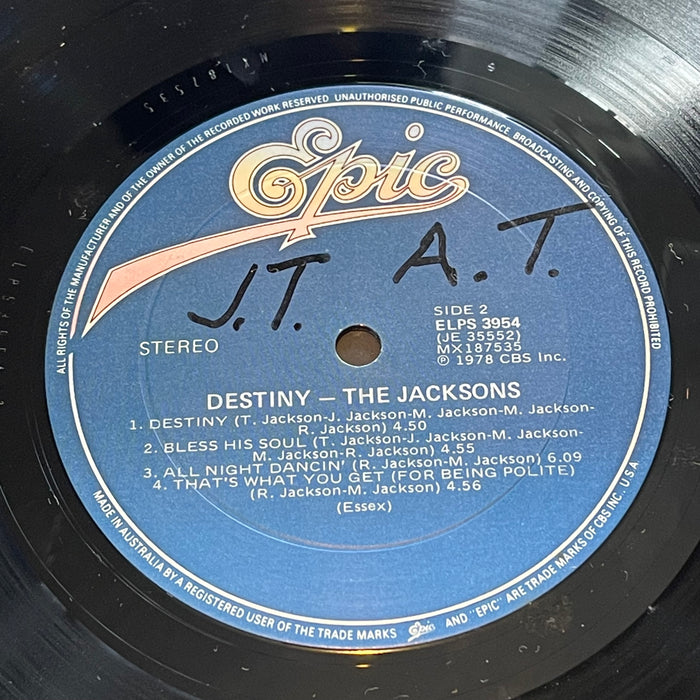 ALL RIGHTS OF THE MANUFACTURER AND OF THE OWNER OF THE RECORDED WORK RESERVED UNAUTHORISED PUBLIC PERFORMANCE, BROADCASTING AND COPYING OF THIS RECORD PROHIBITED
Epic
J.T. A.T.
SIDE 2
ELPS 3954
(JE 35552)
MX187535
℗ 1978 CBS Inc.
STEREO
DESTINY – THE JACKSONS
1. DESTINY (T. Jackson-J. Jackson-M. Jackson-M. Jackson-
R. Jackson) 4.50
2. BLESS HIS SOUL (T. Jackson-J. Jackson-M. Jackson-
M. Jackson-R. Jackson) 4.55
3. ALL NIGHT DANCIN' (R. Jackson-M. Jackson) 6.09
4. THAT'S WHAT YOU GET (FOR BEING POLITE)
(R. Jackson-M. Jackson) 4.56
(Essex)
MADE IN AUSTRALIA BY A REGISTERED USER OF THE TRADE MARKS Epic AND "EPIC" ARE TRADE MARKS OF CBS INC. U S A
MX187535